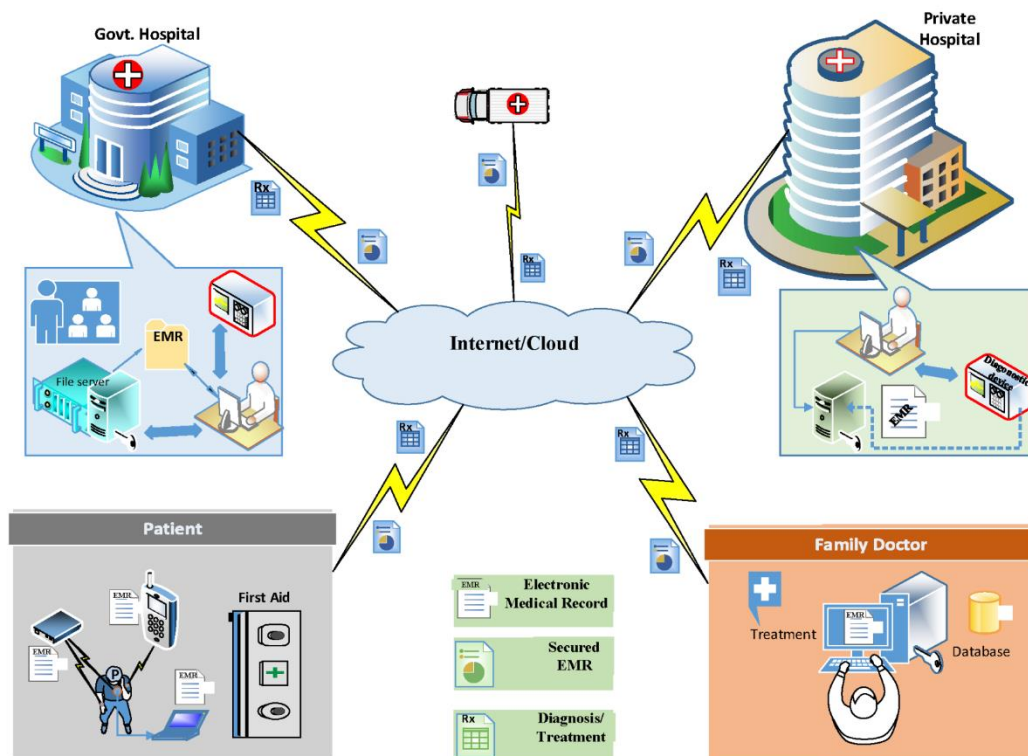 Govt. Hospital
Private
Hospital
Rx
Rx
Rx
EMR
File server
Internet/Cloud
Diagonostic
device
EMR
Rx
Rx
Patient
EMR
EMR
EMR
P
First Aid
EMR
Electronic
Medical Record
Secured
EMR
Rx
Diagnosis/
Treatment
Family Doctor
Treatment
EMR
Database